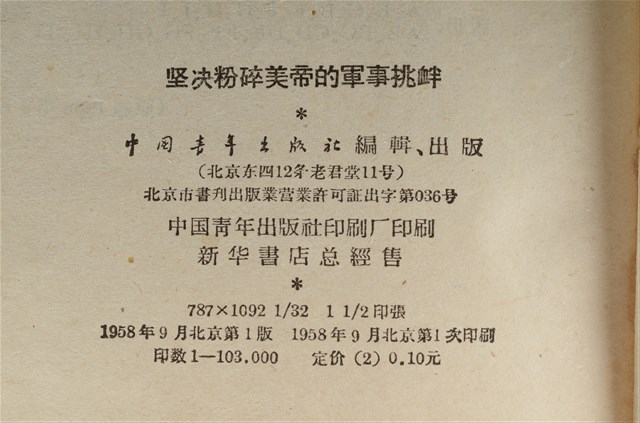 坚决粉碎美帝的軍事挑衅
*
中国青年出版社編輯、出版
(北京东四12条老君堂11号)
北京市書刊出版業营業許可証出字第036号
中国青年出版社印刷厂印刷
新华書店总經售
*
787×1092 1/32 1 1/2印張
1958年9月北京第1版 1958年9月北京第1次印刷
印数1—103.000 定价(2) 0.10元